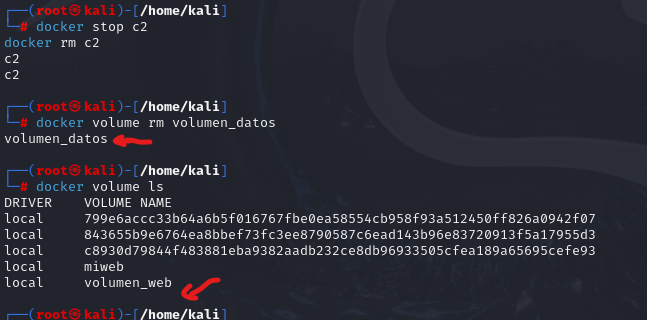 ┌──(root㉿kali)-[/home/kali]
└─# docker stop c2
docker rm c2
c2
c2
┌──(root㉿kali)-[/home/kali]
└─# docker volume rm volumen_datos
volumen_datos
┌──(root㉿kali)-[/home/kali]
└─# docker volume ls
DRIVER    VOLUME NAME
local     799e6accc33b64a6b5f016767fbe0ea58554cb958f93a512450ff826a0942f07
local     843655b9e6764ea8bbef73fc3ee8790587c6ead143b96e83720913f5a17955d3
local     c8930d79844f483881eba9382aadb232ce8db96933505cfea189a65695cefe93
local     miweb
local     volumen_web
┌──(root㉿kali)-[/home/kali]